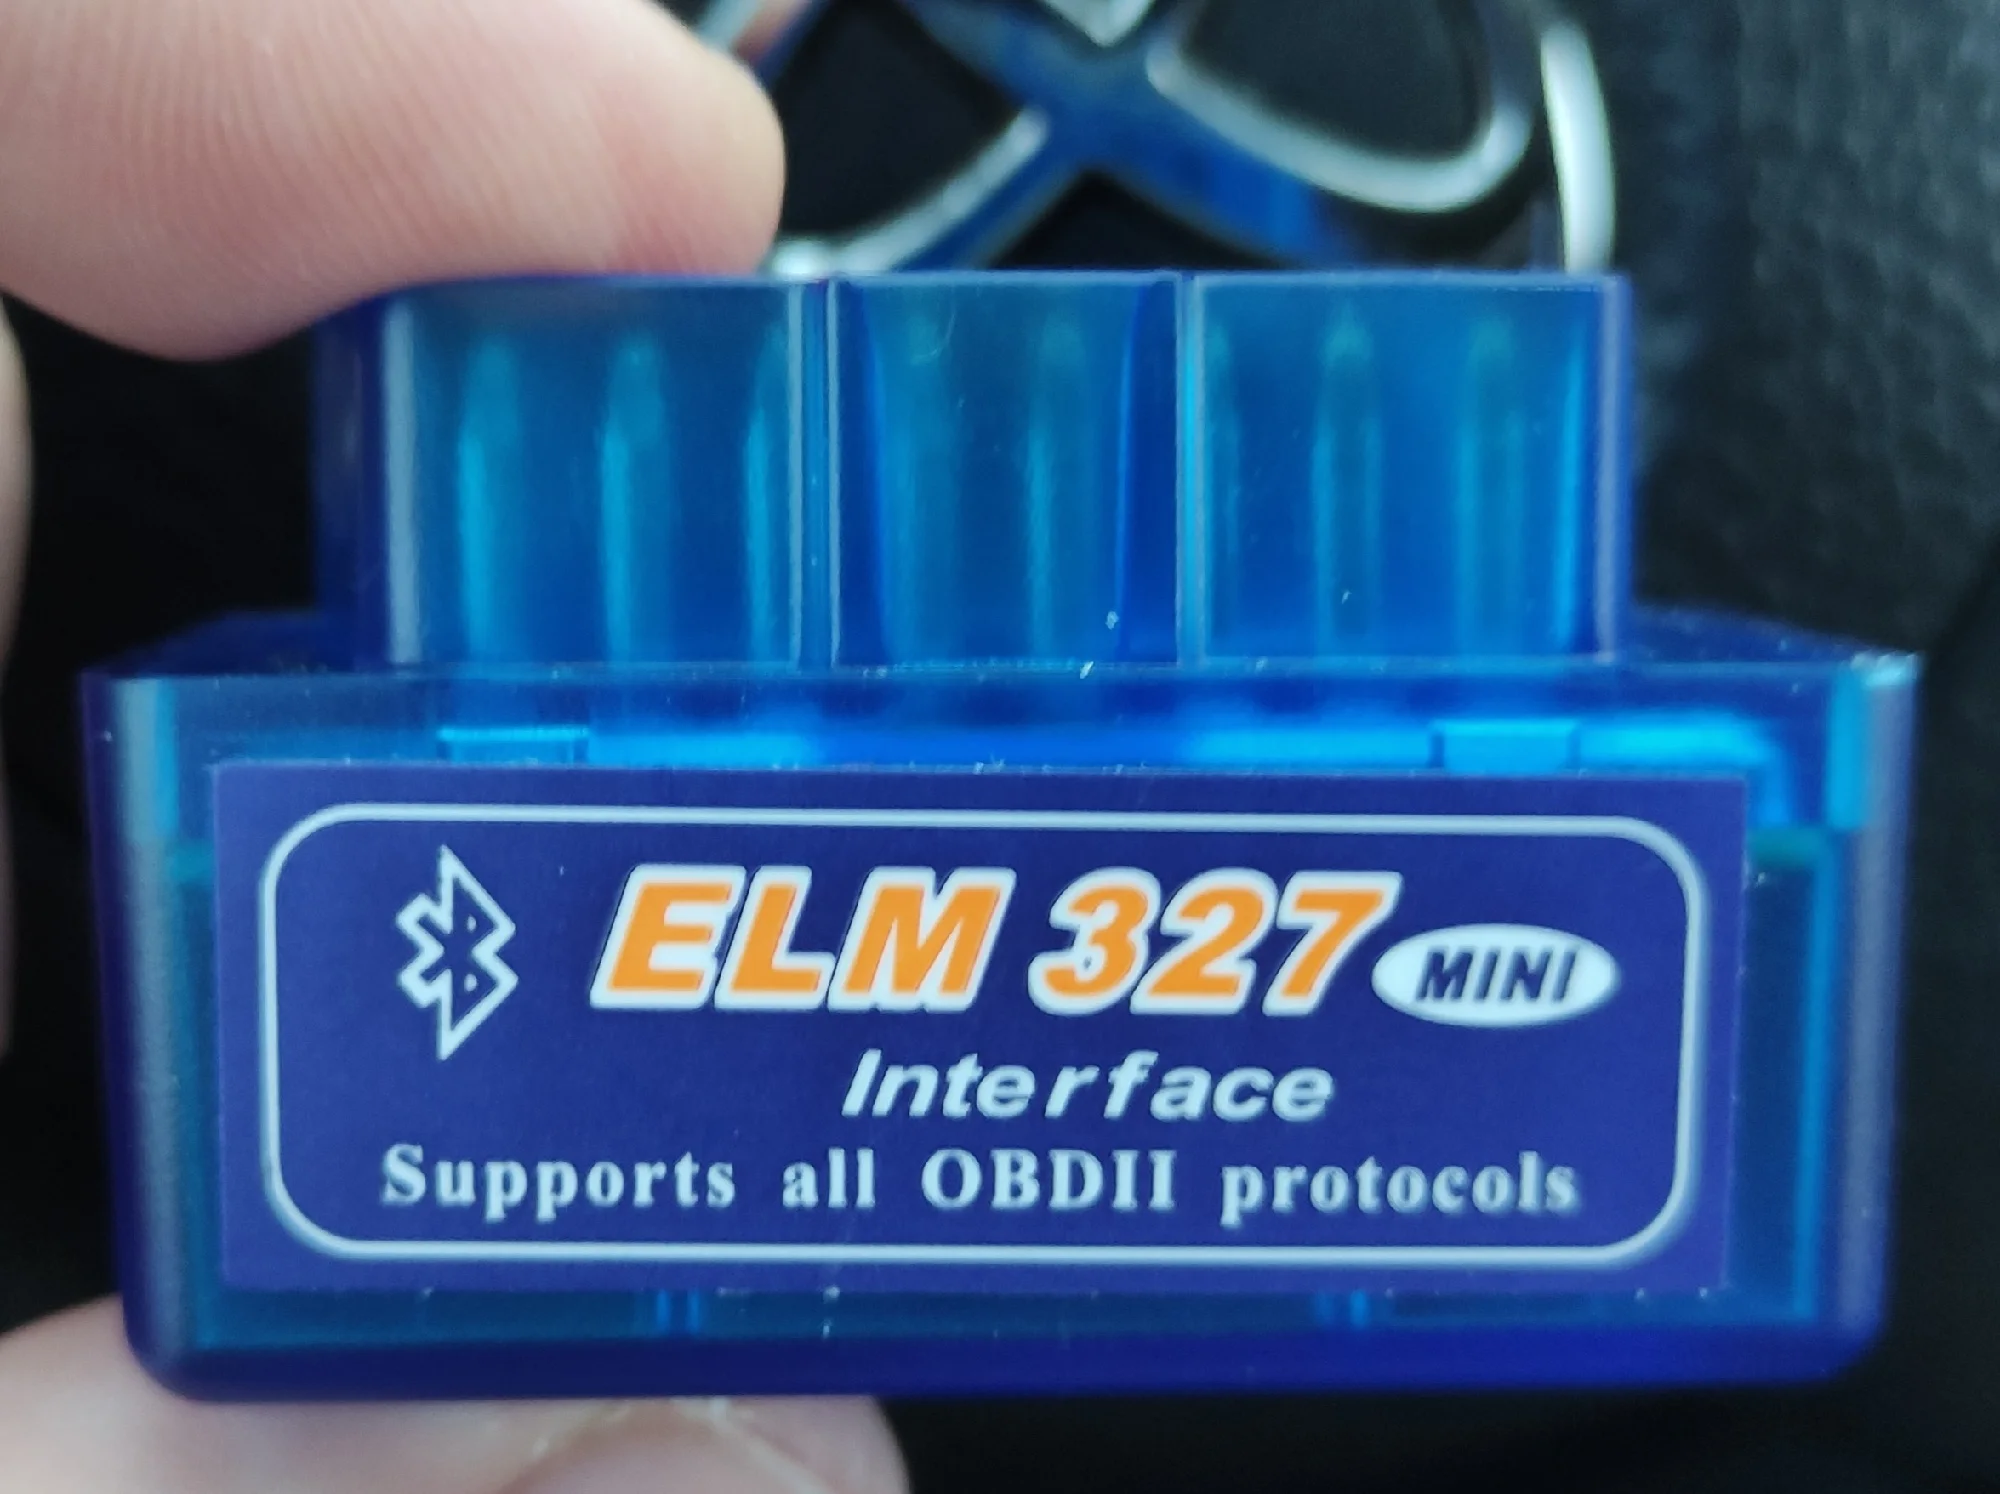 ELM 327 MINI
Interface
Supports all OBDII protocols